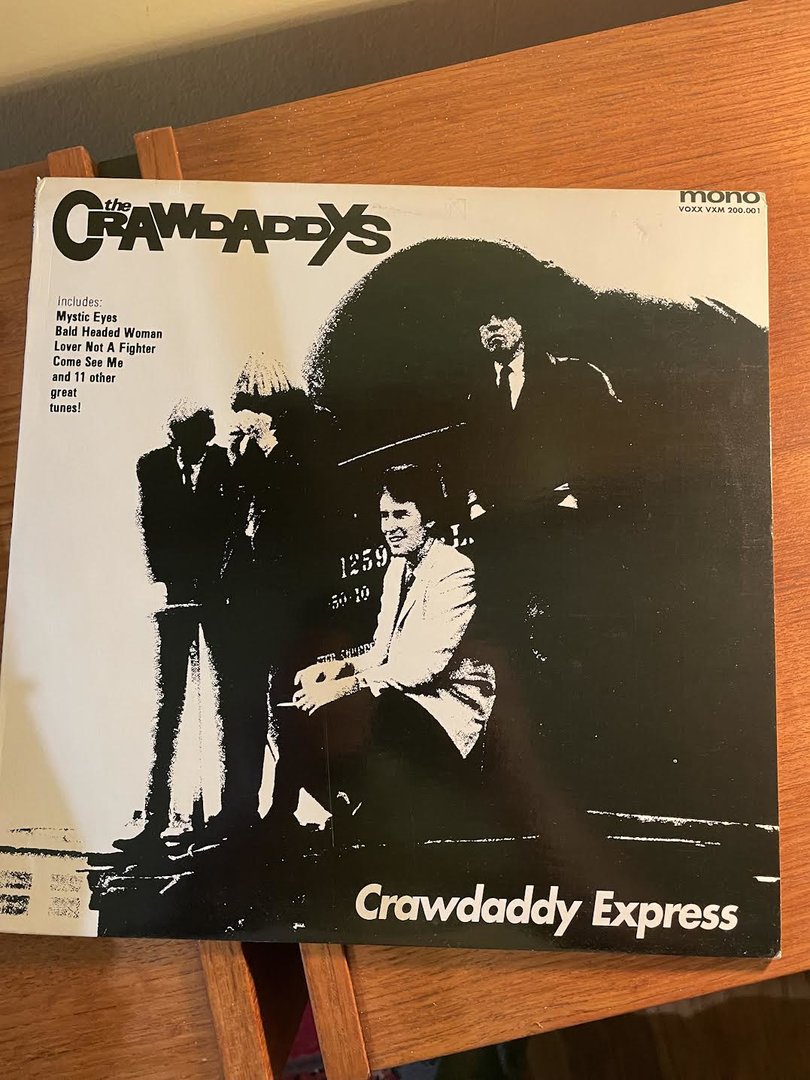 the
CRAWDADDYS
mono
VOXX VXM 200.001
includes:
Mystic Eyes
Bald Headed Woman
Lover Not A Fighter
Come See Me
and 11 other
great
tunes!
1259
50-10
Crawdaddy Express